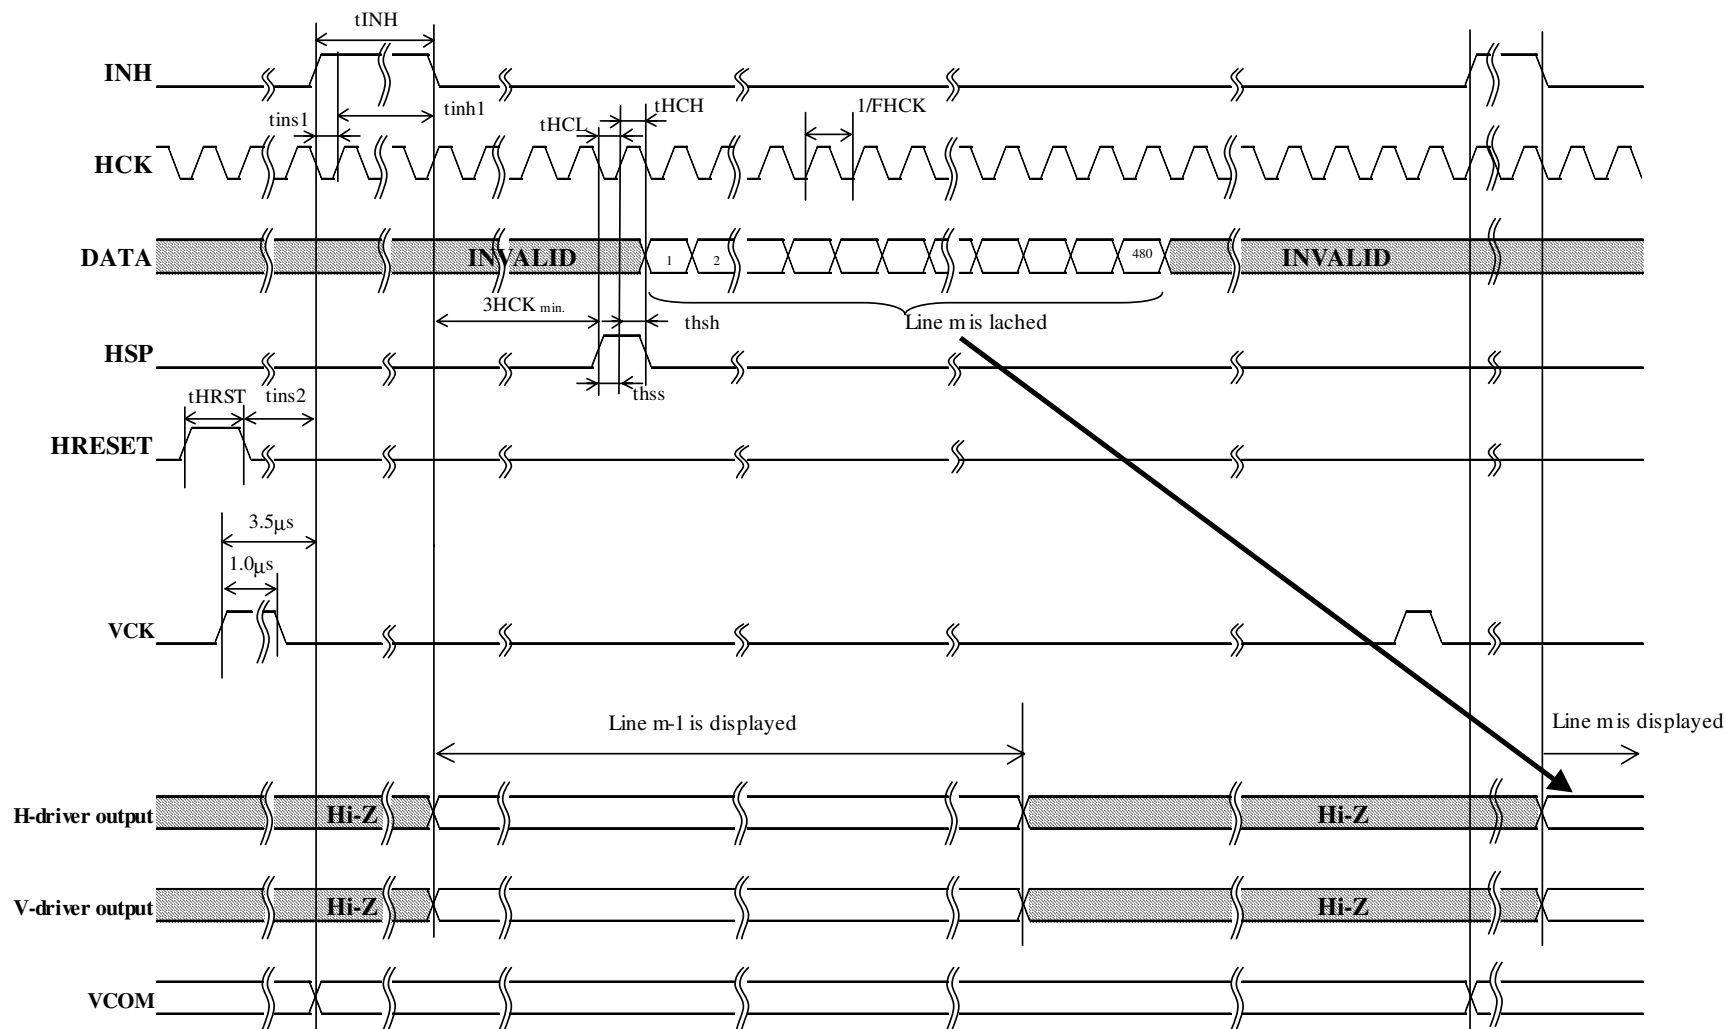 tINH
INH
tins1
tinh1
tHCL
tHCH
1/FHCK
HCK
DATA
INVALID
1
2
480
INVALID
3HCK min.
thsh
Line m is lached
HSP
thss
tHRST
tins2
HRESET
3.5μs
1.0μs
VCK
Line m-1 is displayed
Line m is displayed
H-driver output
Hi-Z
Hi-Z
V-driver output
Hi-Z
Hi-Z
VCOM